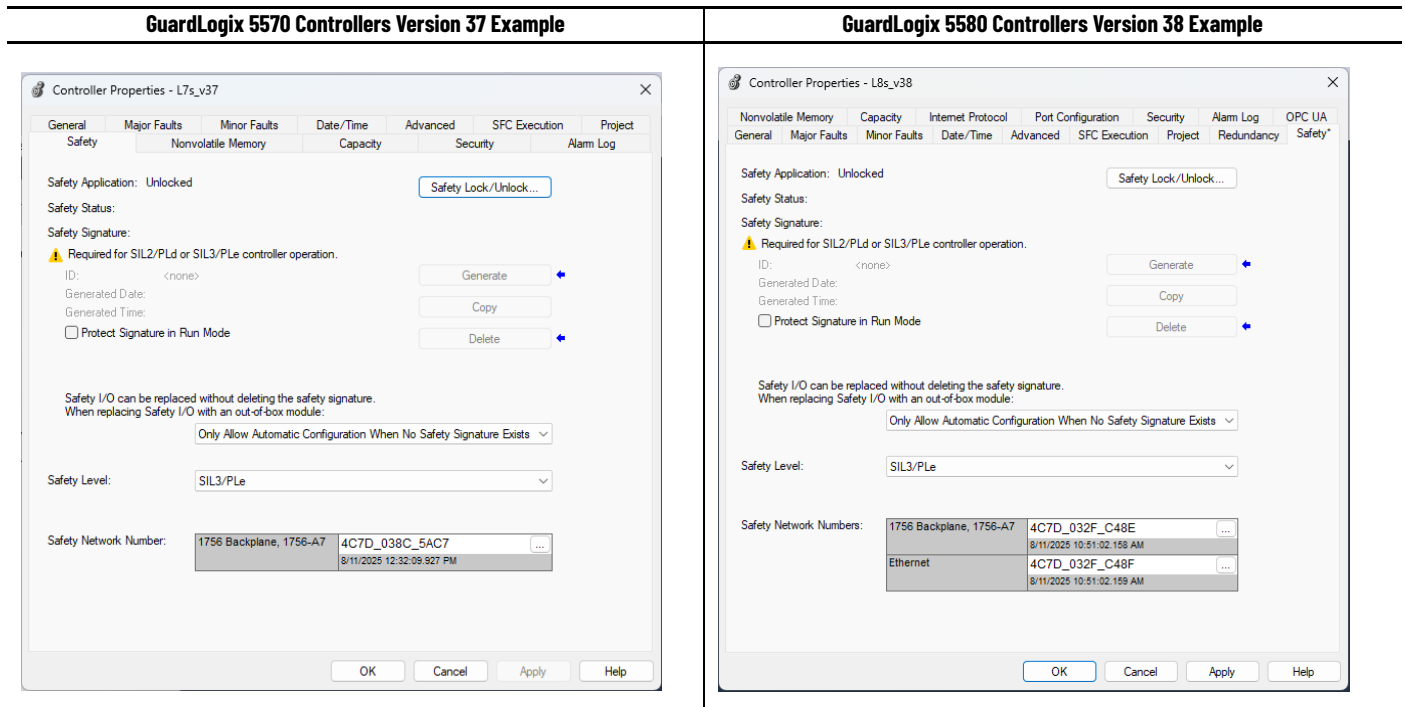 GuardLogix 5570 Controllers Version 37 Example
Controller Properties - L7s_v37
General Major Faults Minor Faults Date/Time Advanced SFC Execution Project
Safety Nonvolatile Memory Capacity Security Alarm Log
Safety Application: Unlocked
Safety Lock/Unlock...
Safety Status:
Safety Signature:
Required for SIL2/PLd or SIL3/PLe controller operation.
ID: <none>
Generate
Generated Date:
Generated Time:
Copy
Protect Signature in Run Mode
Delete
Safety I/O can be replaced without deleting the safety signature.
When replacing Safety I/O with an out-of-box module:
Only Allow Automatic Configuration When No Safety Signature Exists
Safety Level: SIL3/PLe
Safety Network Number: 1756 Backplane, 1756-A7 4C7D_038C_5AC7 ...
8/11/2025 12:32:09.927 PM
OK Cancel Apply Help
GuardLogix 5580 Controllers Version 38 Example
Controller Properties - L8s_v38
Nonvolatile Memory Capacity Internet Protocol Port Configuration Security Alarm Log OPC UA
General Major Faults Minor Faults Date/Time Advanced SFC Execution Project Redundancy Safety*
Safety Application: Unlocked
Safety Lock/Unlock...
Safety Status:
Safety Signature:
Required for SIL2/PLd or SIL3/PLe controller operation.
ID: <none>
Generate
Generated Date:
Generated Time:
Copy
Protect Signature in Run Mode
Delete
Safety I/O can be replaced without deleting the safety signature.
When replacing Safety I/O with an out-of-box module:
Only Allow Automatic Configuration When No Safety Signature Exists
Safety Level: SIL3/PLe
Safety Network Numbers: 1756 Backplane, 1756-A7 4C7D_032F_C48E ...
8/11/2025 10:51:02.158 AM
Ethernet 4C7D_032F_C48F ...
8/11/2025 10:51:02.159 AM
OK Cancel Apply Help